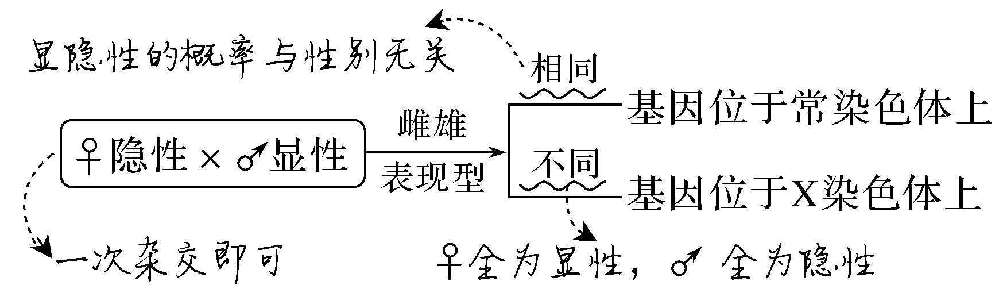 显隐性的概率与性别无关
相同
基因位于常染色体上
♀隐性×♂显性
雌雄
表现型
不同
基因位于X染色体上
一次杂交即可
♀全为显性，♂全为隐性